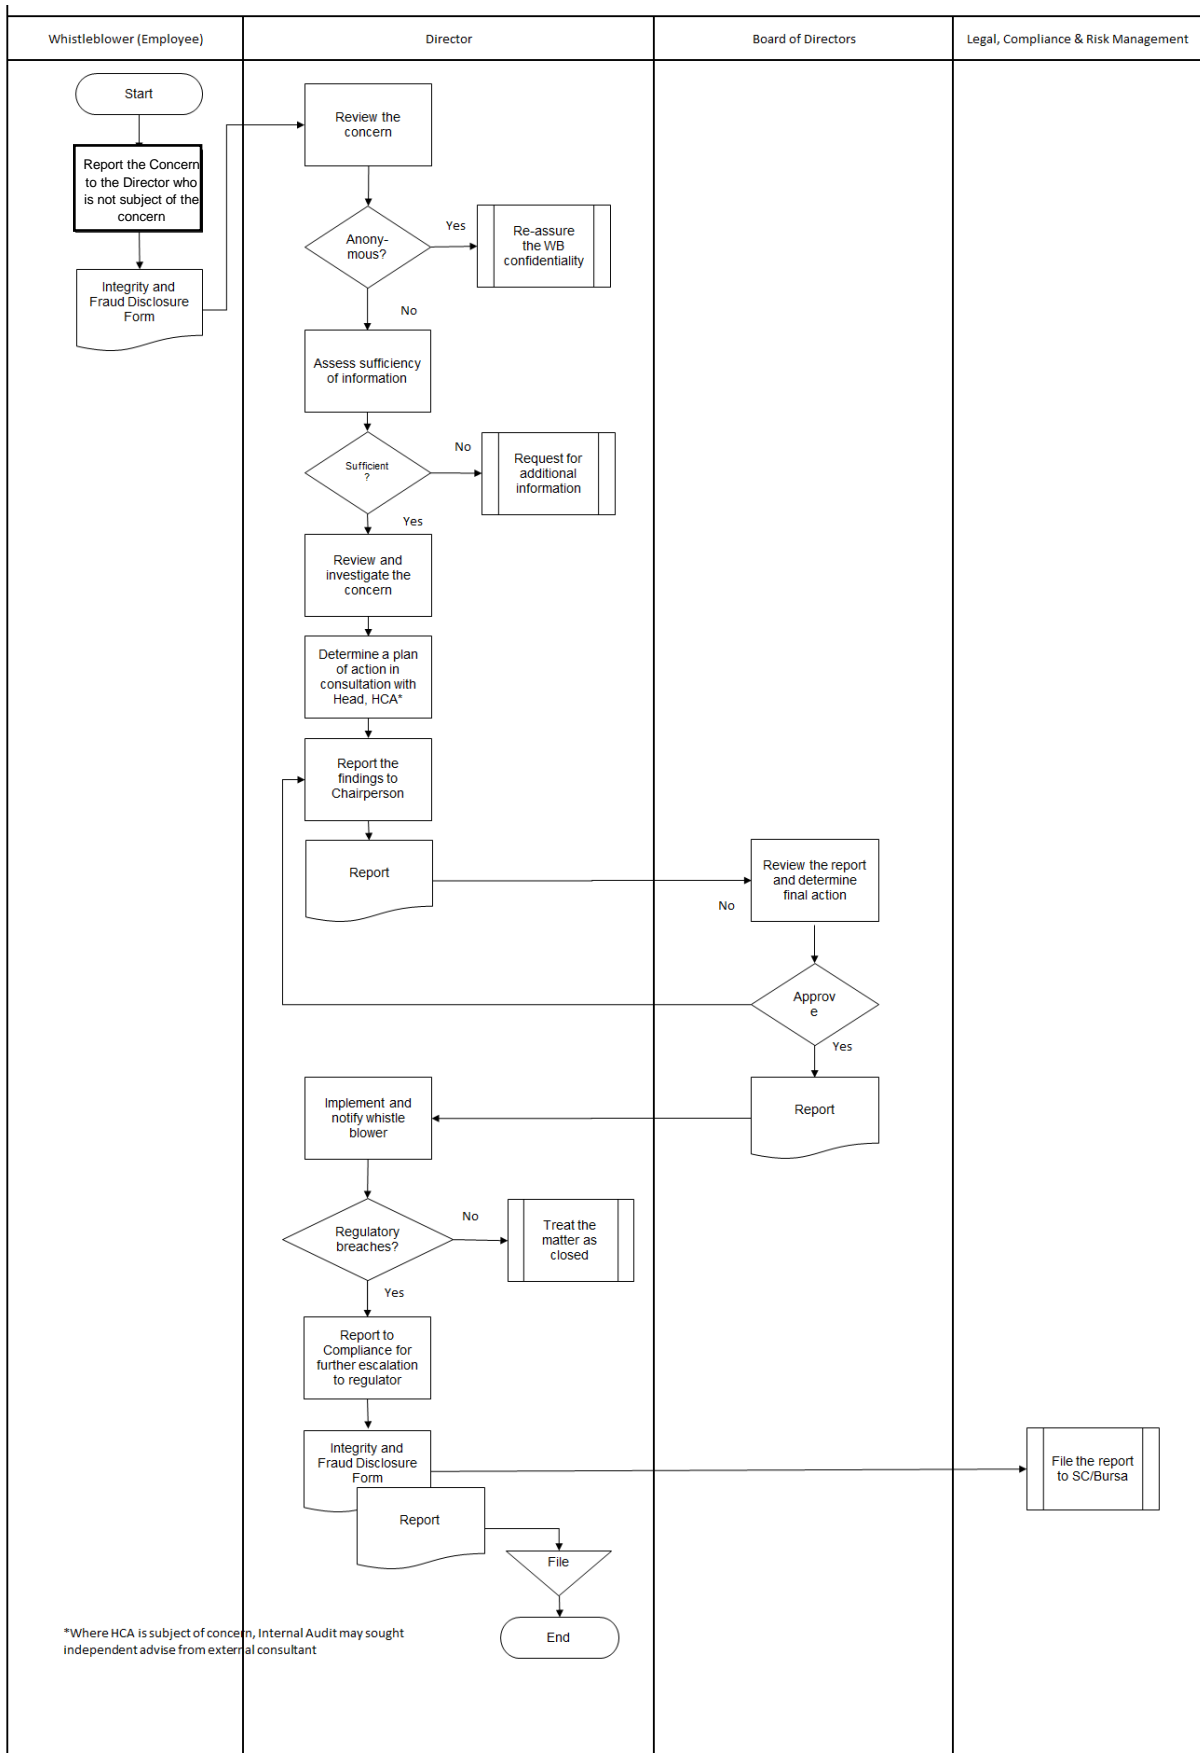 Whistleblower (Employee)
Director
Board of Directors
Legal, Compliance & Risk Management
Start
Report the Concern
to the Director who
is not subject of the
concern
Integrity and
Fraud Disclosure
Form
Review the
concern
Anony-
mous?
Yes
Re-assure
the WB
confidentiality
No
Assess sufficiency
of information
Sufficient
?
No
Request for
additional
information
Yes
Review and
investigate the
concern
Determine a plan
of action in
consultation with
Head, HCA*
Report the
findings to
Chairperson
Report
Review the report
and determine
final action
No
Approv
e
Yes
Report
Implement and
notify whistle
blower
Regulatory
breaches?
No
Treat the
matter as
closed
Yes
Report to
Compliance for
further escalation
to regulator
Integrity and
Fraud Disclosure
Form
File the report
to SC/Bursa
Report
File
End
*Where HCA is subject of concern, Internal Audit may sought
independent advise from external consultant